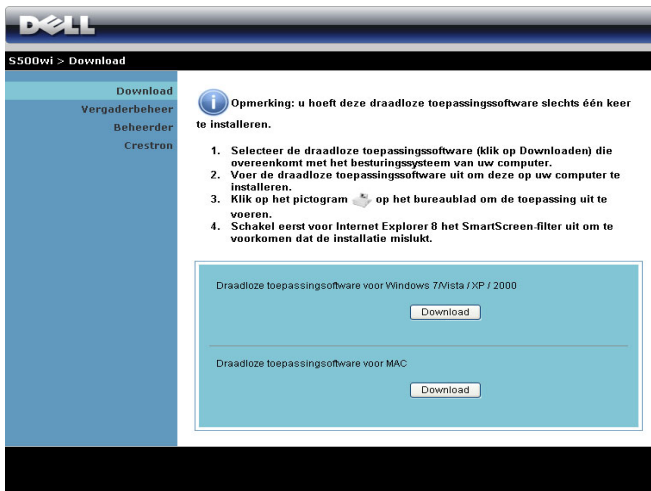 DELL
S500wi > Download
Download
Vergaderbeheer
Beheerder
Crestron
Opmerking: u hoeft deze draadloze toepassingssoftware slechts één keer
te installeren.
1. Selecteer de draadloze toepassingssoftware (klik op Downloaden) die
overeenkomt met het besturingssysteem van uw computer.
2. Voer de draadloze toepassingssoftware uit om deze op uw computer te
installeren.
3. Klik op het pictogram op het bureaublad om de toepassing uit te
voeren.
4. Schakel eerst voor Internet Explorer 8 het SmartScreen-filter uit om te
voorkomen dat de installatie mislukt.
Draadloze toepassingsoftware voor Windows 7/Vista / XP / 2000
Download
Draadloze toepassingsoftware voor MAC
Download